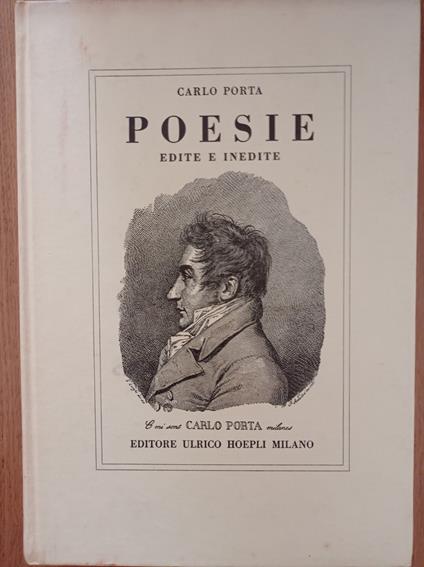 CARLO PORTA
POESIE
EDITE E INEDITE
E mi sont CARLO PORTA milanes
EDITORE ULRICO HOEPLI MILANO